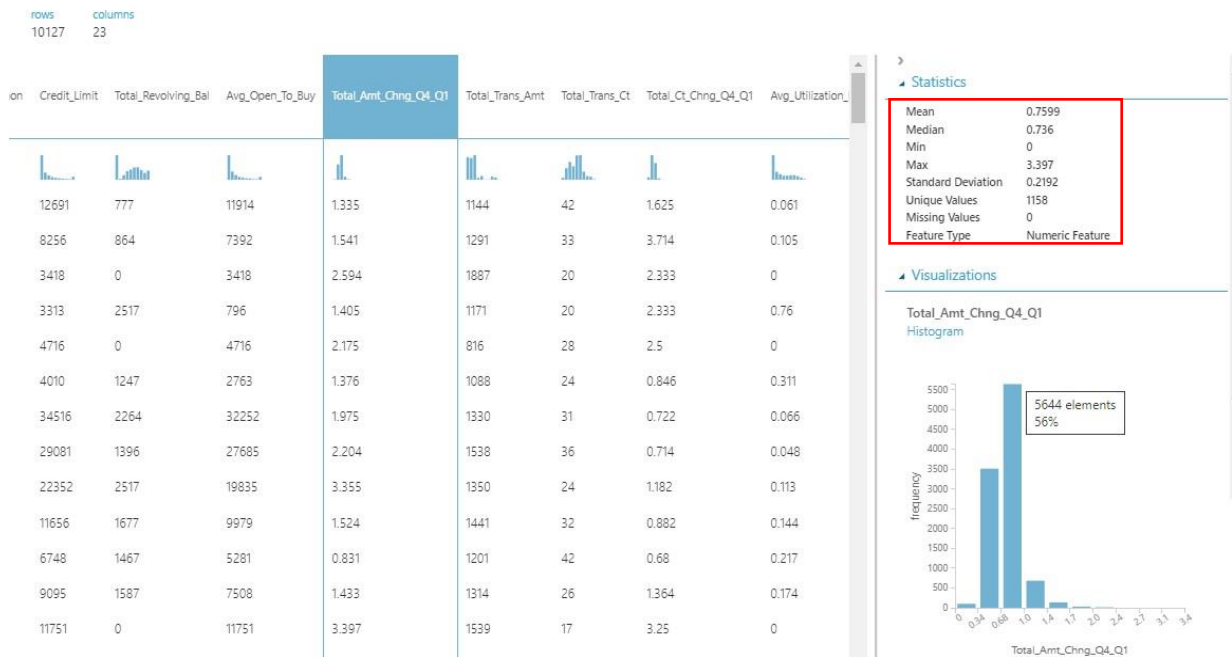 rows columns
10127 23
on Credit_Limit Total_Revolving_Bal Avg_Open_To_Buy Total_Amt_Chng_Q4_Q1 Total_Trans_Amt Total_Trans_Ct Total_Ct_Chng_Q4_Q1 Avg_Utilization_
12691 777 11914 1.335 1144 42 1.625 0.061
8256 864 7392 1.541 1291 33 3.714 0.105
3418 0 3418 2.594 1887 20 2.333 0
3313 2517 796 1.405 1171 20 2.333 0.76
4716 0 4716 2.175 816 28 2.5 0
4010 1247 2763 1.376 1088 24 0.846 0.311
34516 2264 32252 1.975 1330 31 0.722 0.066
29081 1396 27685 2.204 1538 36 0.714 0.048
22352 2517 19835 3.355 1350 24 1.182 0.113
11656 1677 9979 1.524 1441 32 0.882 0.144
6748 1467 5281 0.831 1201 42 0.68 0.217
9095 1587 7508 1.433 1314 26 1.364 0.174
11751 0 11751 3.397 1539 17 3.25 0
Statistics
Mean 0.7599
Median 0.736
Min 0
Max 3.397
Standard Deviation 0.2192
Unique Values 1158
Missing Values 0
Feature Type Numeric Feature
Visualizations
Total_Amt_Chng_Q4_Q1
Histogram
5644 elements
56%
frequency
5500
5000
4500
4000
3500
3000
2500
2000
1500
1000
500
0
0 0.34 0.68 1.0 1.4 1.7 2.0 2.4 2.7 3.1 3.4
Total_Amt_Chng_Q4_Q1